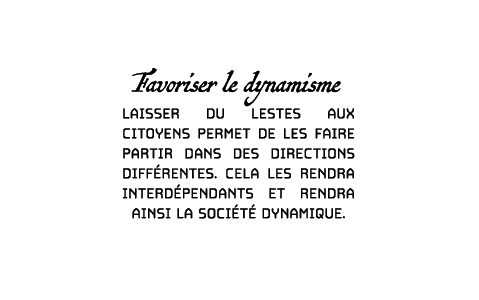 Favoriser le dynamisme
LAISSER DU LESTES AUX
CITOYENS PERMET DE LES FAIRE
PARTIR DANS DES DIRECTIONS
DIFFÉRENTES. CELA LES RENDRA
INTERDÉPENDANTS ET RENDRA
AINSI LA SOCIÉTÉ DYNAMIQUE.